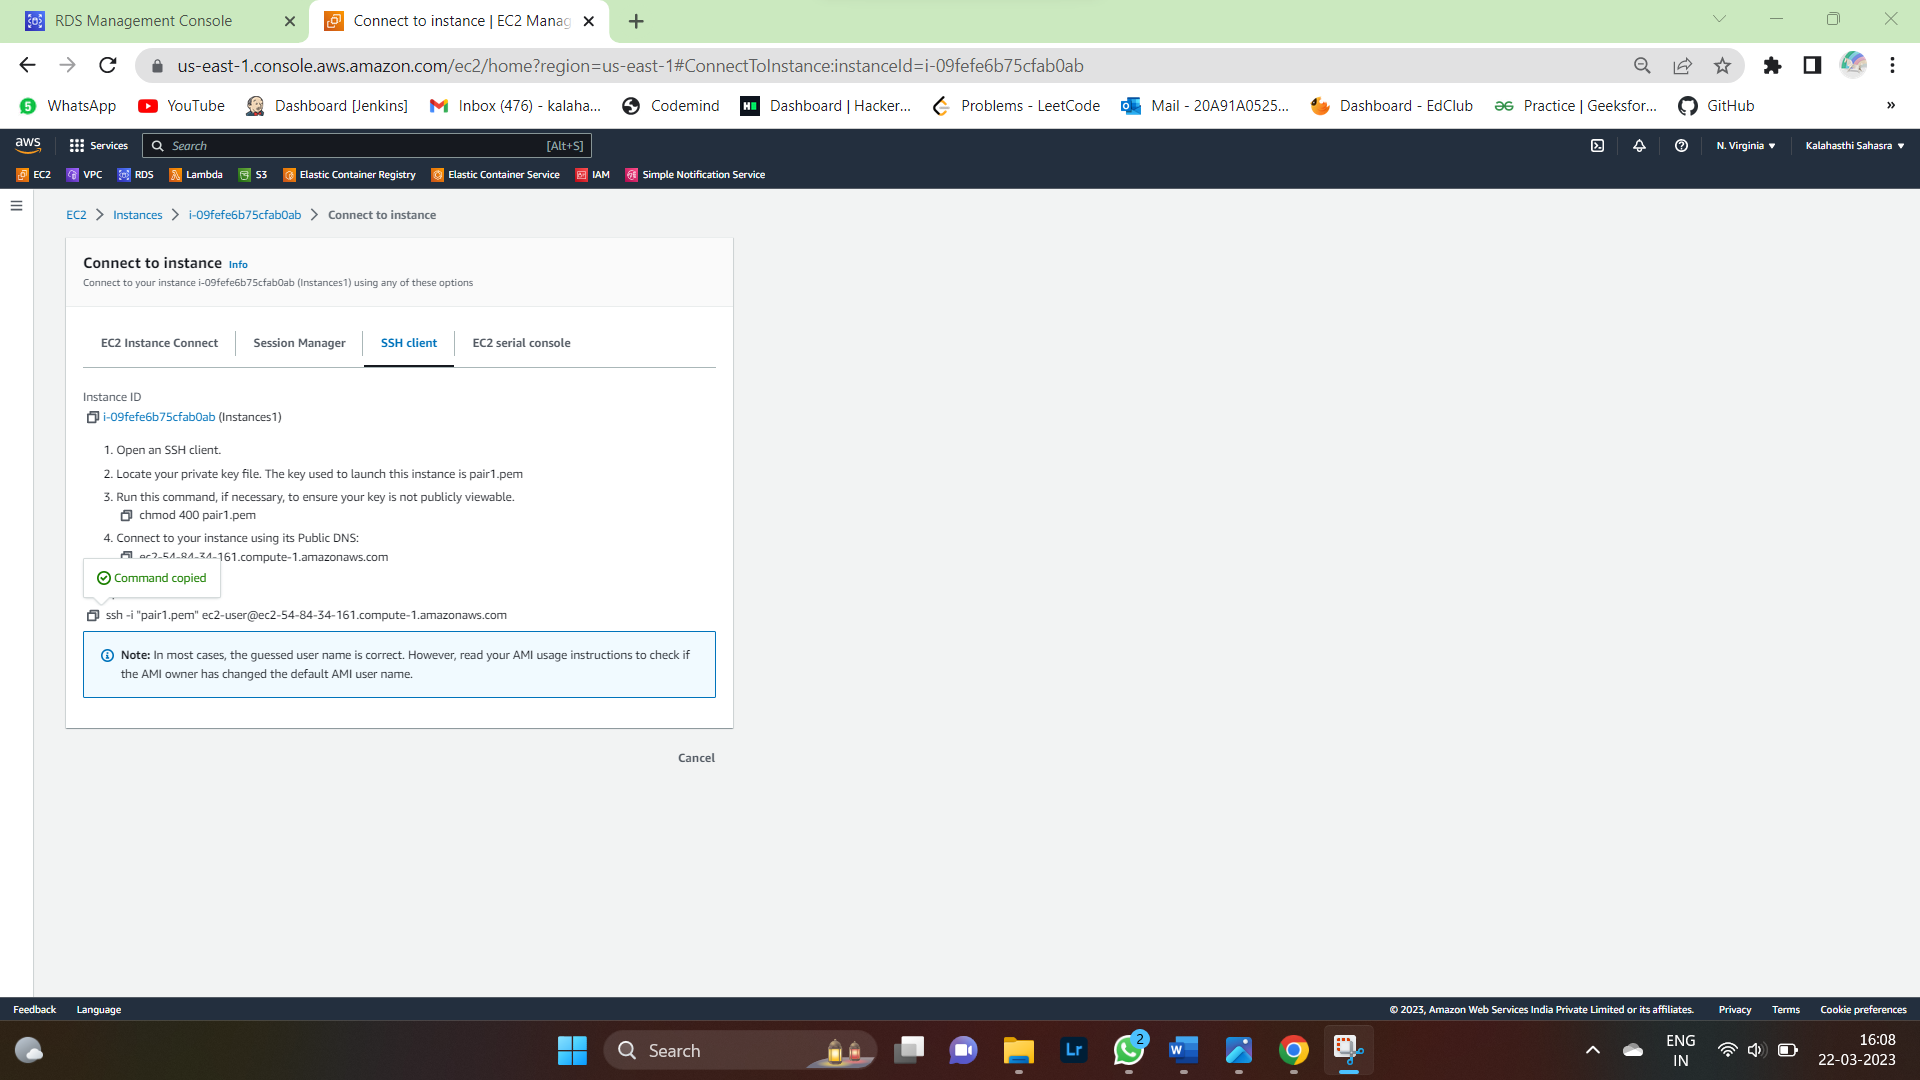 RDS Management Console
Connect to instance | EC2 Manag
us-east-1.console.aws.amazon.com/ec2/home?region=us-east-1#ConnectToInstance:instanceId=i-09fefe6b75cfab0ab
5 WhatsApp YouTube Dashboard [Jenkins] Inbox (476) - kalaha... Codemind Dashboard | Hacker... Problems - LeetCode Mail - 20A91A0525... Dashboard - EdClub Practice | Geeksfor... GitHub »
aws Services Search [Alt+S] N. Virginia Kalahasthi Sahasra
EC2 VPC RDS Lambda S3 Elastic Container Registry Elastic Container Service IAM Simple Notification Service
EC2 > Instances > i-09fefe6b75cfab0ab > Connect to instance
Connect to instance Info
Connect to your instance i-09fefe6b75cfab0ab (Instances1) using any of these options
EC2 Instance Connect Session Manager SSH client EC2 serial console
Instance ID
i-09fefe6b75cfab0ab (Instances1)
1. Open an SSH client.
2. Locate your private key file. The key used to launch this instance is pair1.pem
3. Run this command, if necessary, to ensure your key is not publicly viewable.
chmod 400 pair1.pem
4. Connect to your instance using its Public DNS:
ec2-54-84-34-161.compute-1.amazonaws.com
Command copied
ssh -i "pair1.pem" ec2-user@ec2-54-84-34-161.compute-1.amazonaws.com
Note: In most cases, the guessed user name is correct. However, read your AMI usage instructions to check if
the AMI owner has changed the default AMI user name.
Cancel
Feedback Language © 2023, Amazon Web Services India Private Limited or its affiliates. Privacy Terms Cookie preferences
Search Lr 2 W ENG
IN
16:08
22-03-2023